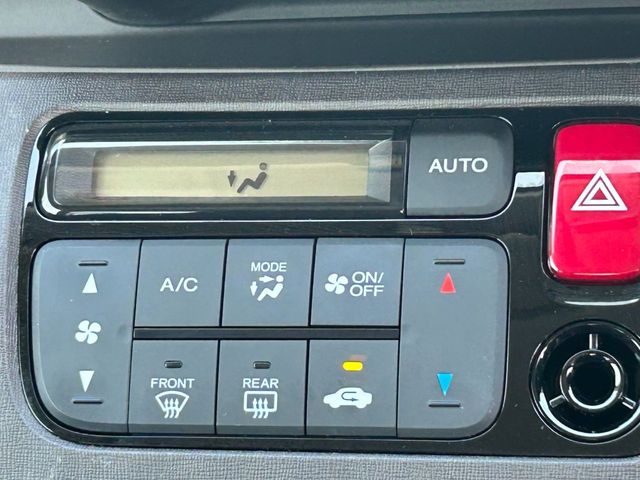 AUTO
A/C
MODE
ON/
OFF
FRONT
REAR